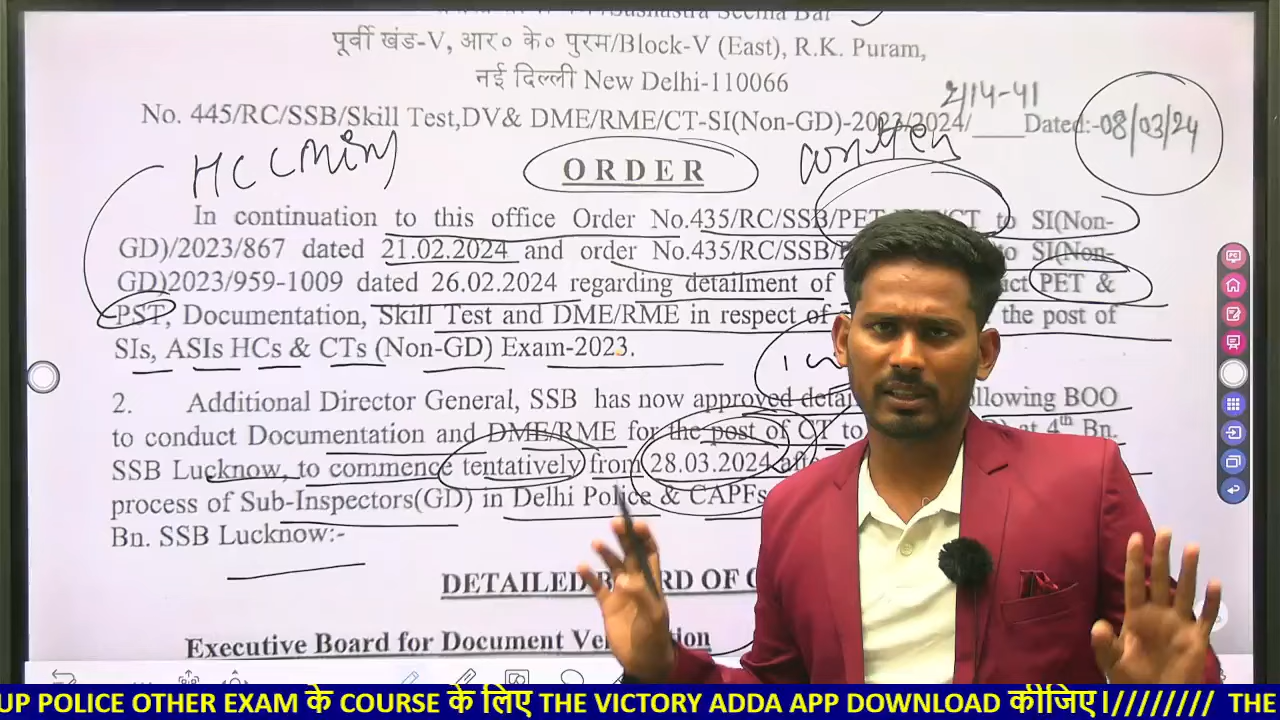 Sashastra Seema Bal
पूर्वी खंड-V, आर० के० पुरम/Block-V (East), R.K. Puram,
नई दिल्ली New Delhi-110066
2114-41
No. 445/RC/SSB/Skill Test,DV& DME/RME/CT-SI(Non-GD)-2023/2024/____Dated:-08/03/24
HC CMini
ORDER
In continuation to this office Order No.435/RC/SSB/PET to SI(Non-
GD)/2023/867 dated 21.02.2024 and order No.435/RC/SSB/ to SI(Non-
GD)2023/959-1009 dated 26.02.2024 regarding detailment of PET &
PST, Documentation, Skill Test and DME/RME in respect of the post of
SIs, ASIs HCs & CTs (Non-GD) Exam-2023.
2. Additional Director General, SSB has now approved following BOO
to conduct Documentation and DME/RME for the post of CT to at 4th Bn.
SSB Lucknow, to commence tentatively from 28.03.2024
process of Sub-Inspectors(GD) in Delhi Police & CAPFs
Bn. SSB Lucknow:-
DETAILED
Executive Board for Document
UP POLICE OTHER EXAM के COURSE के लिए THE VICTORY ADDA APP DOWNLOAD कीजिए।//////// THE